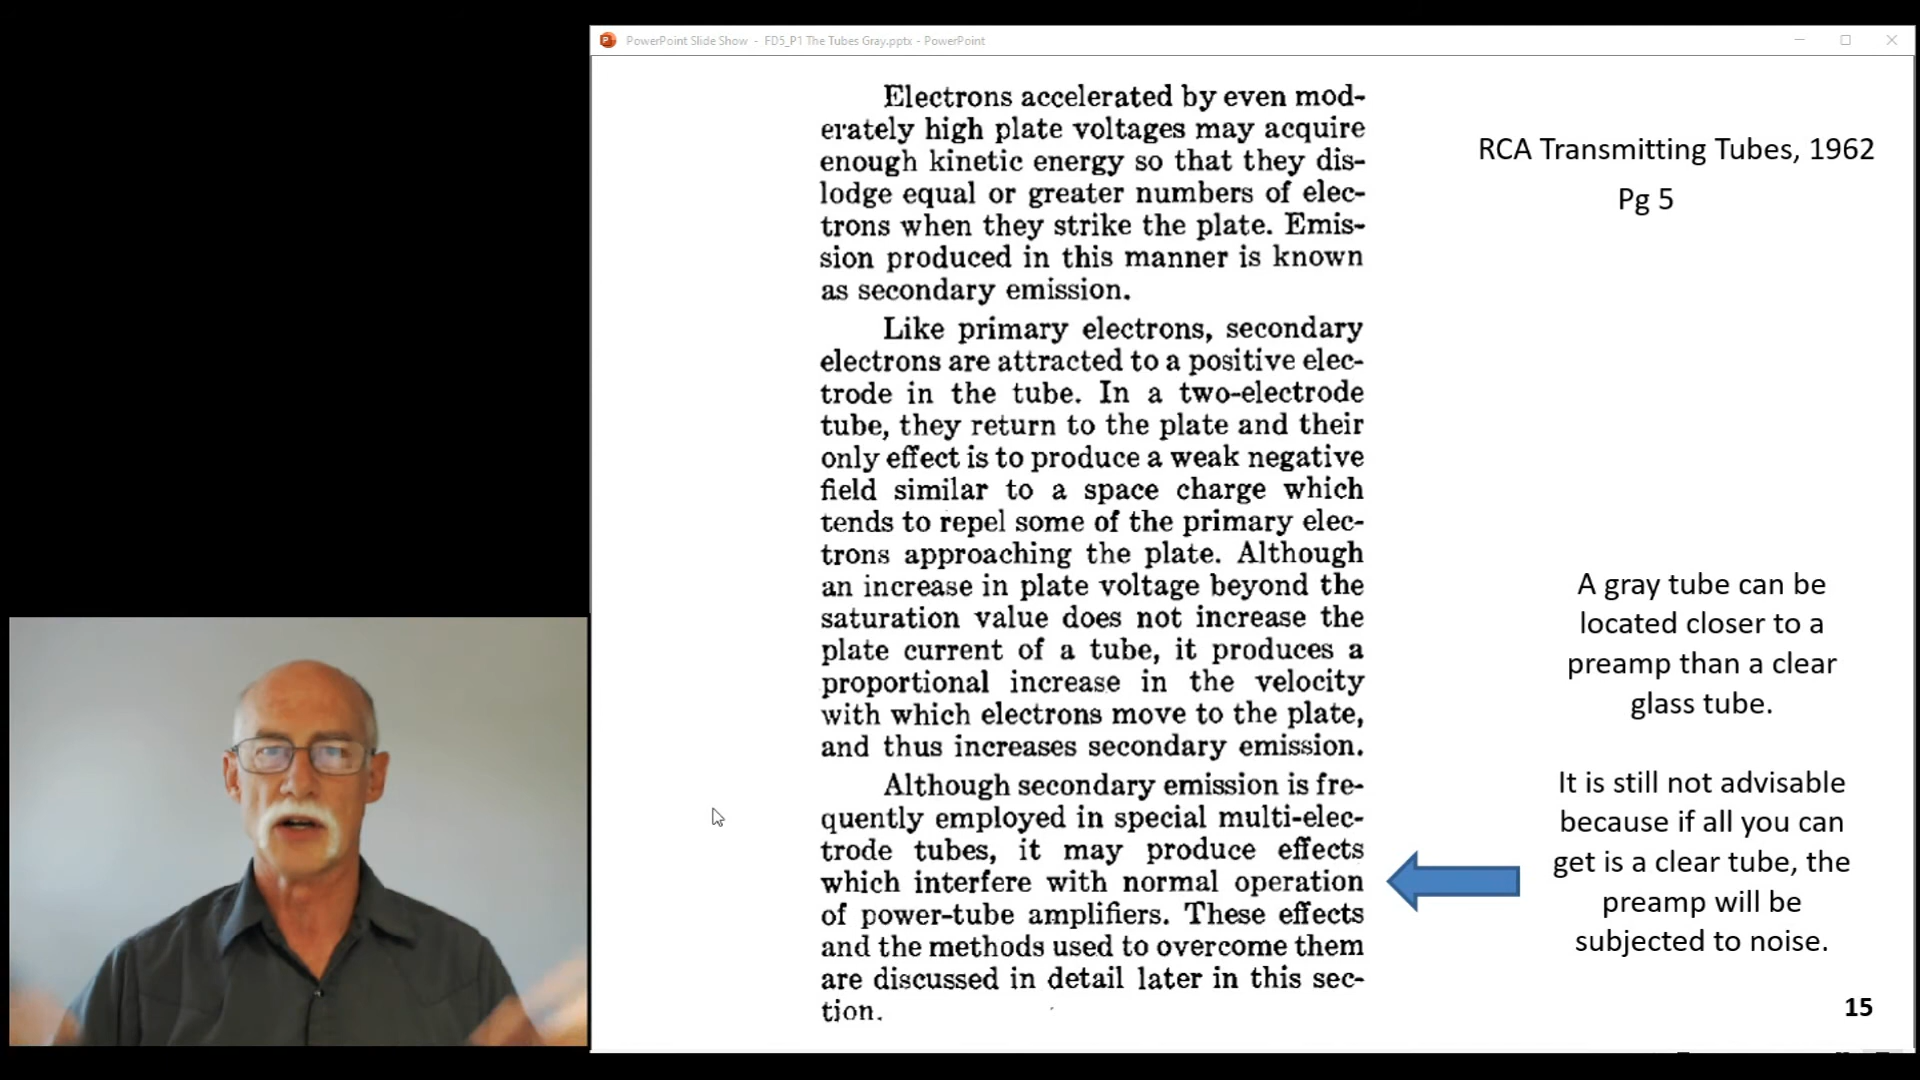 PowerPoint Slide Show - FD5_P1 The Tubes Gray.pptx - PowerPoint
Electrons accelerated by even mod-
erately high plate voltages may acquire
enough kinetic energy so that they dis-
lodge equal or greater numbers of elec-
trons when they strike the plate. Emis-
sion produced in this manner is known
as secondary emission.
Like primary electrons, secondary
electrons are attracted to a positive elec-
trode in the tube. In a two-electrode
tube, they return to the plate and their
only effect is to produce a weak negative
field similar to a space charge which
tends to repel some of the primary elec-
trons approaching the plate. Although
an increase in plate voltage beyond the
saturation value does not increase the
plate current of a tube, it produces a
proportional increase in the velocity
with which electrons move to the plate,
and thus increases secondary emission.
Although secondary emission is fre-
quently employed in special multi-elec-
trode tubes, it may produce effects
which interfere with normal operation
of power-tube amplifiers. These effects
and the methods used to overcome them
are discussed in detail later in this sec-
tion.
RCA Transmitting Tubes, 1962
Pg 5
A gray tube can be
located closer to a
preamp than a clear
glass tube.
It is still not advisable
because if all you can
get is a clear tube, the
preamp will be
subjected to noise.
15